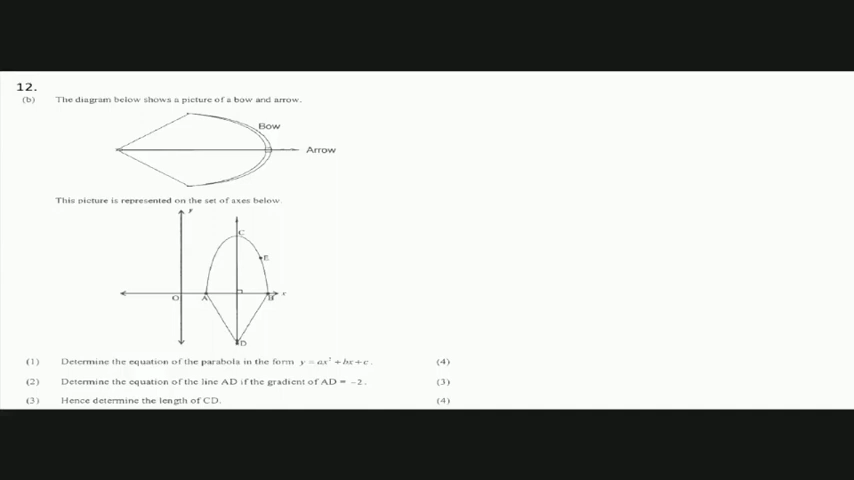 12.
(b) The diagram below shows a picture of a bow and arrow.
Bow
Arrow
This picture is represented on the set of axes below.
y
C
E
O A B x
D
(1) Determine the equation of the parabola in the form y = ax² + bx + c. (4)
(2) Determine the equation of the line AD if the gradient of AD = −2. (3)
(3) Hence determine the length of CD. (4)